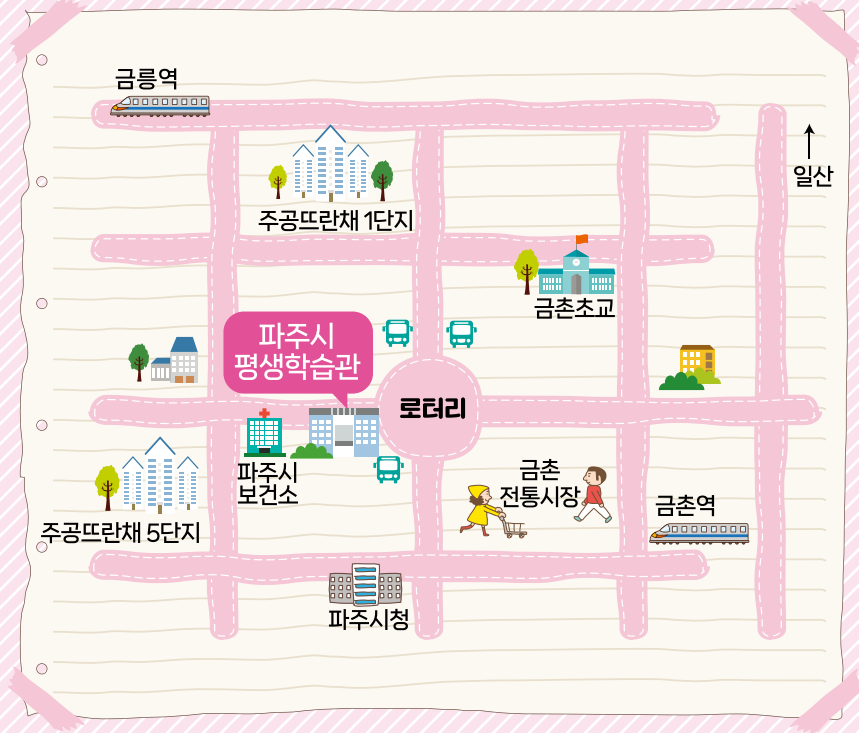 금릉역
일산
주공뜨란채 1단지
금촌초교
파주시
평생학습관
로터리
파주시
보건소
금촌
전통시장
금촌역
주공뜨란채 5단지
파주시청